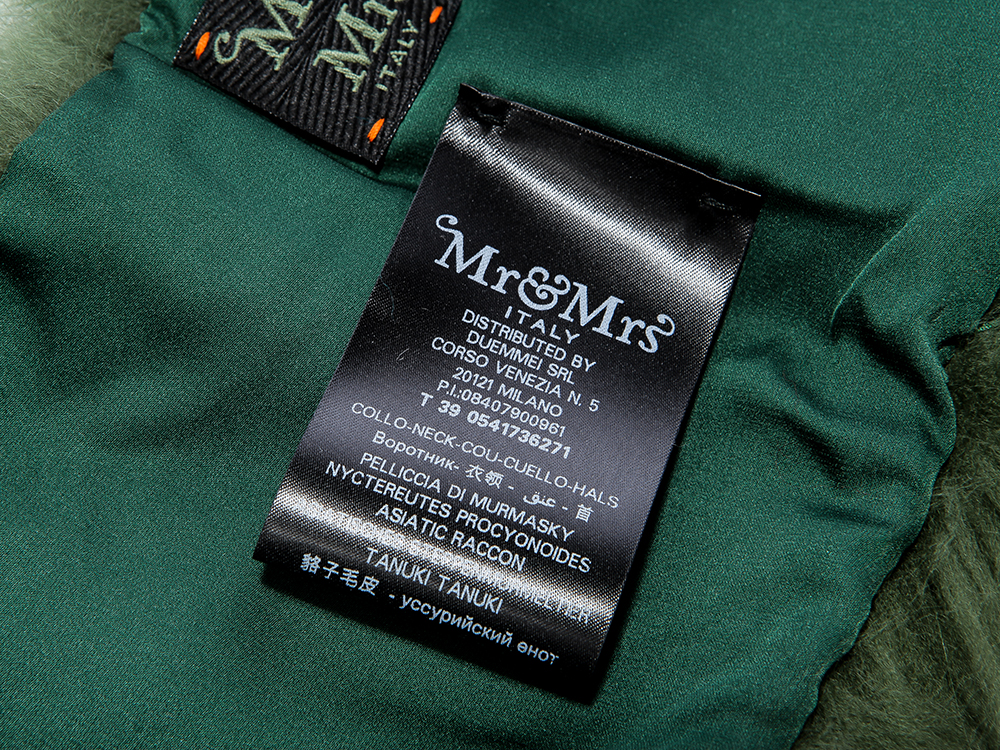 Mr
ITALY
Mr&Mrs
ITALY
DISTRIBUTED BY
DUEMMEI SRL
CORSO VENEZIA N. 5
20121 MILANO
P.I.:08407900961
T 39 0541736271
COLLO-NECK-COU-CUELLO-HALS
Воротник- 衣领 - عنق - 首
PELLICCIA DI MURMASKY
NYCTEREUTES PROCYONOIDES
ASIATIC RACCON
TANUKI TANUKI
貉子毛皮 - уссурийский енот